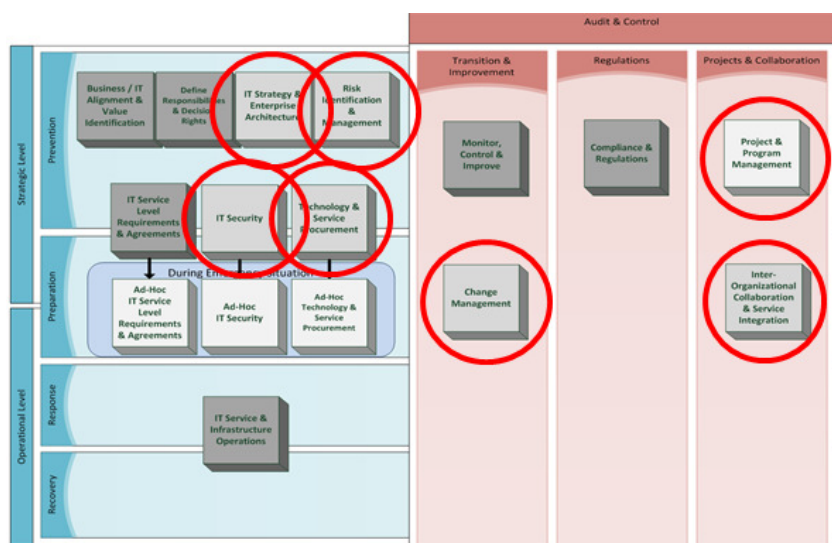 Audit & Control
Transition &
Improvement
Regulations
Projects & Collaboration
Strategic Level
Prevention
Business / IT
Alignment &
Value
Identification
Define
Responsibilities
& Decision
Rights
IT Strategy &
Enterprise
Architecture
Risk
Identification &
Management
Monitor,
Control &
Improve
Compliance &
Regulations
Project &
Program
Management
IT Service
Level
Requirements
& Agreements
IT Security
Technology &
Service
Procurement
Preparation
During Emergency Situation
Ad-Hoc
IT Service
Level
Requirements
& Agreements
Ad-Hoc
IT Security
Ad-Hoc
Technology &
Service
Procurement
Change
Management
Inter-
Organizational
Collaboration
& Service
Integration
Operational Level
Response
IT Service &
Infrastructure
Operations
Recovery